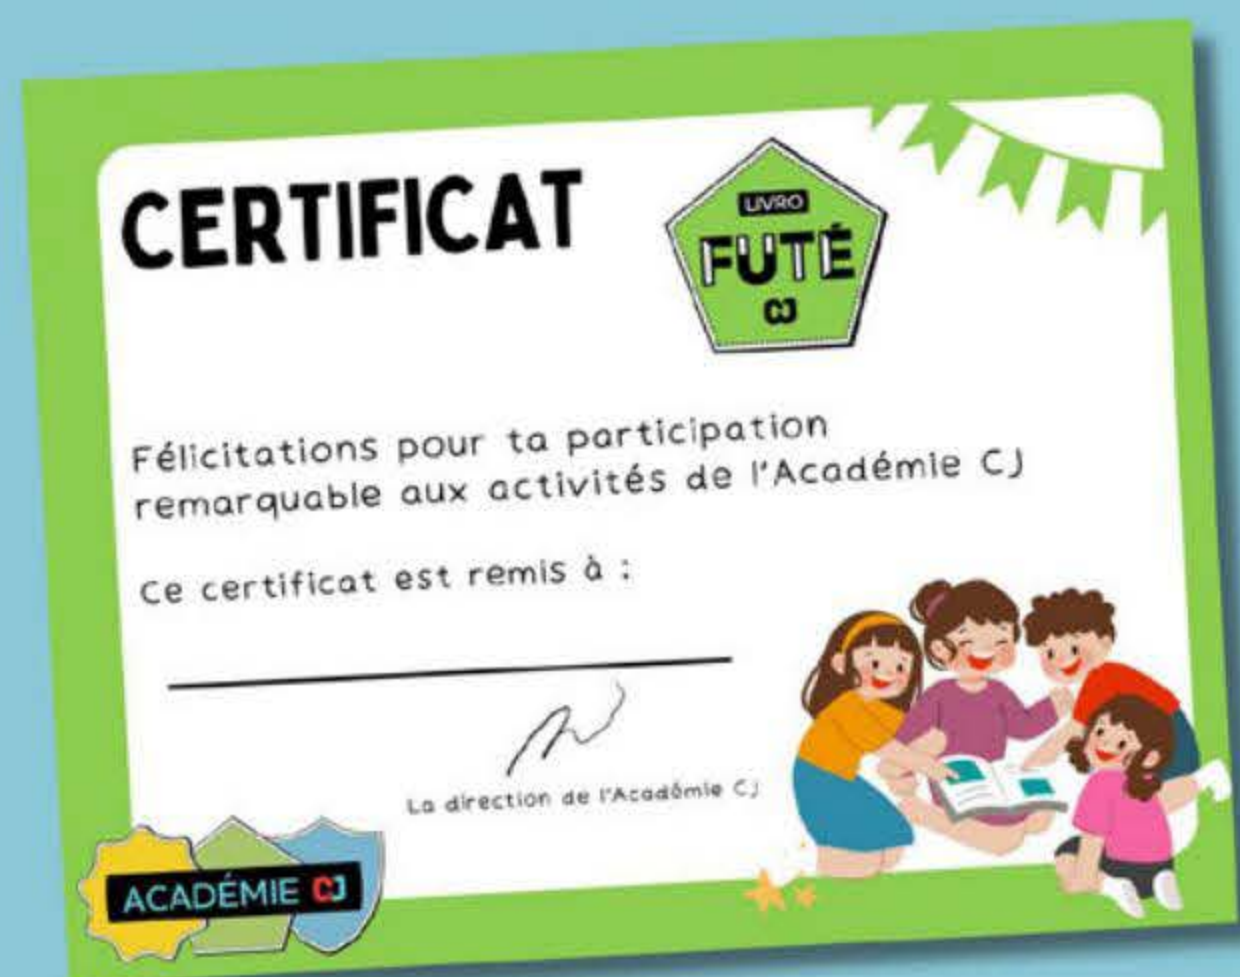 CERTIFICAT
LIVRO
FUTÉ
CJ
Félicitations pour ta participation
remarquable aux activités de l'Académie CJ
Ce certificat est remis à :
La direction de l'Académie CJ
ACADÉMIE CJ